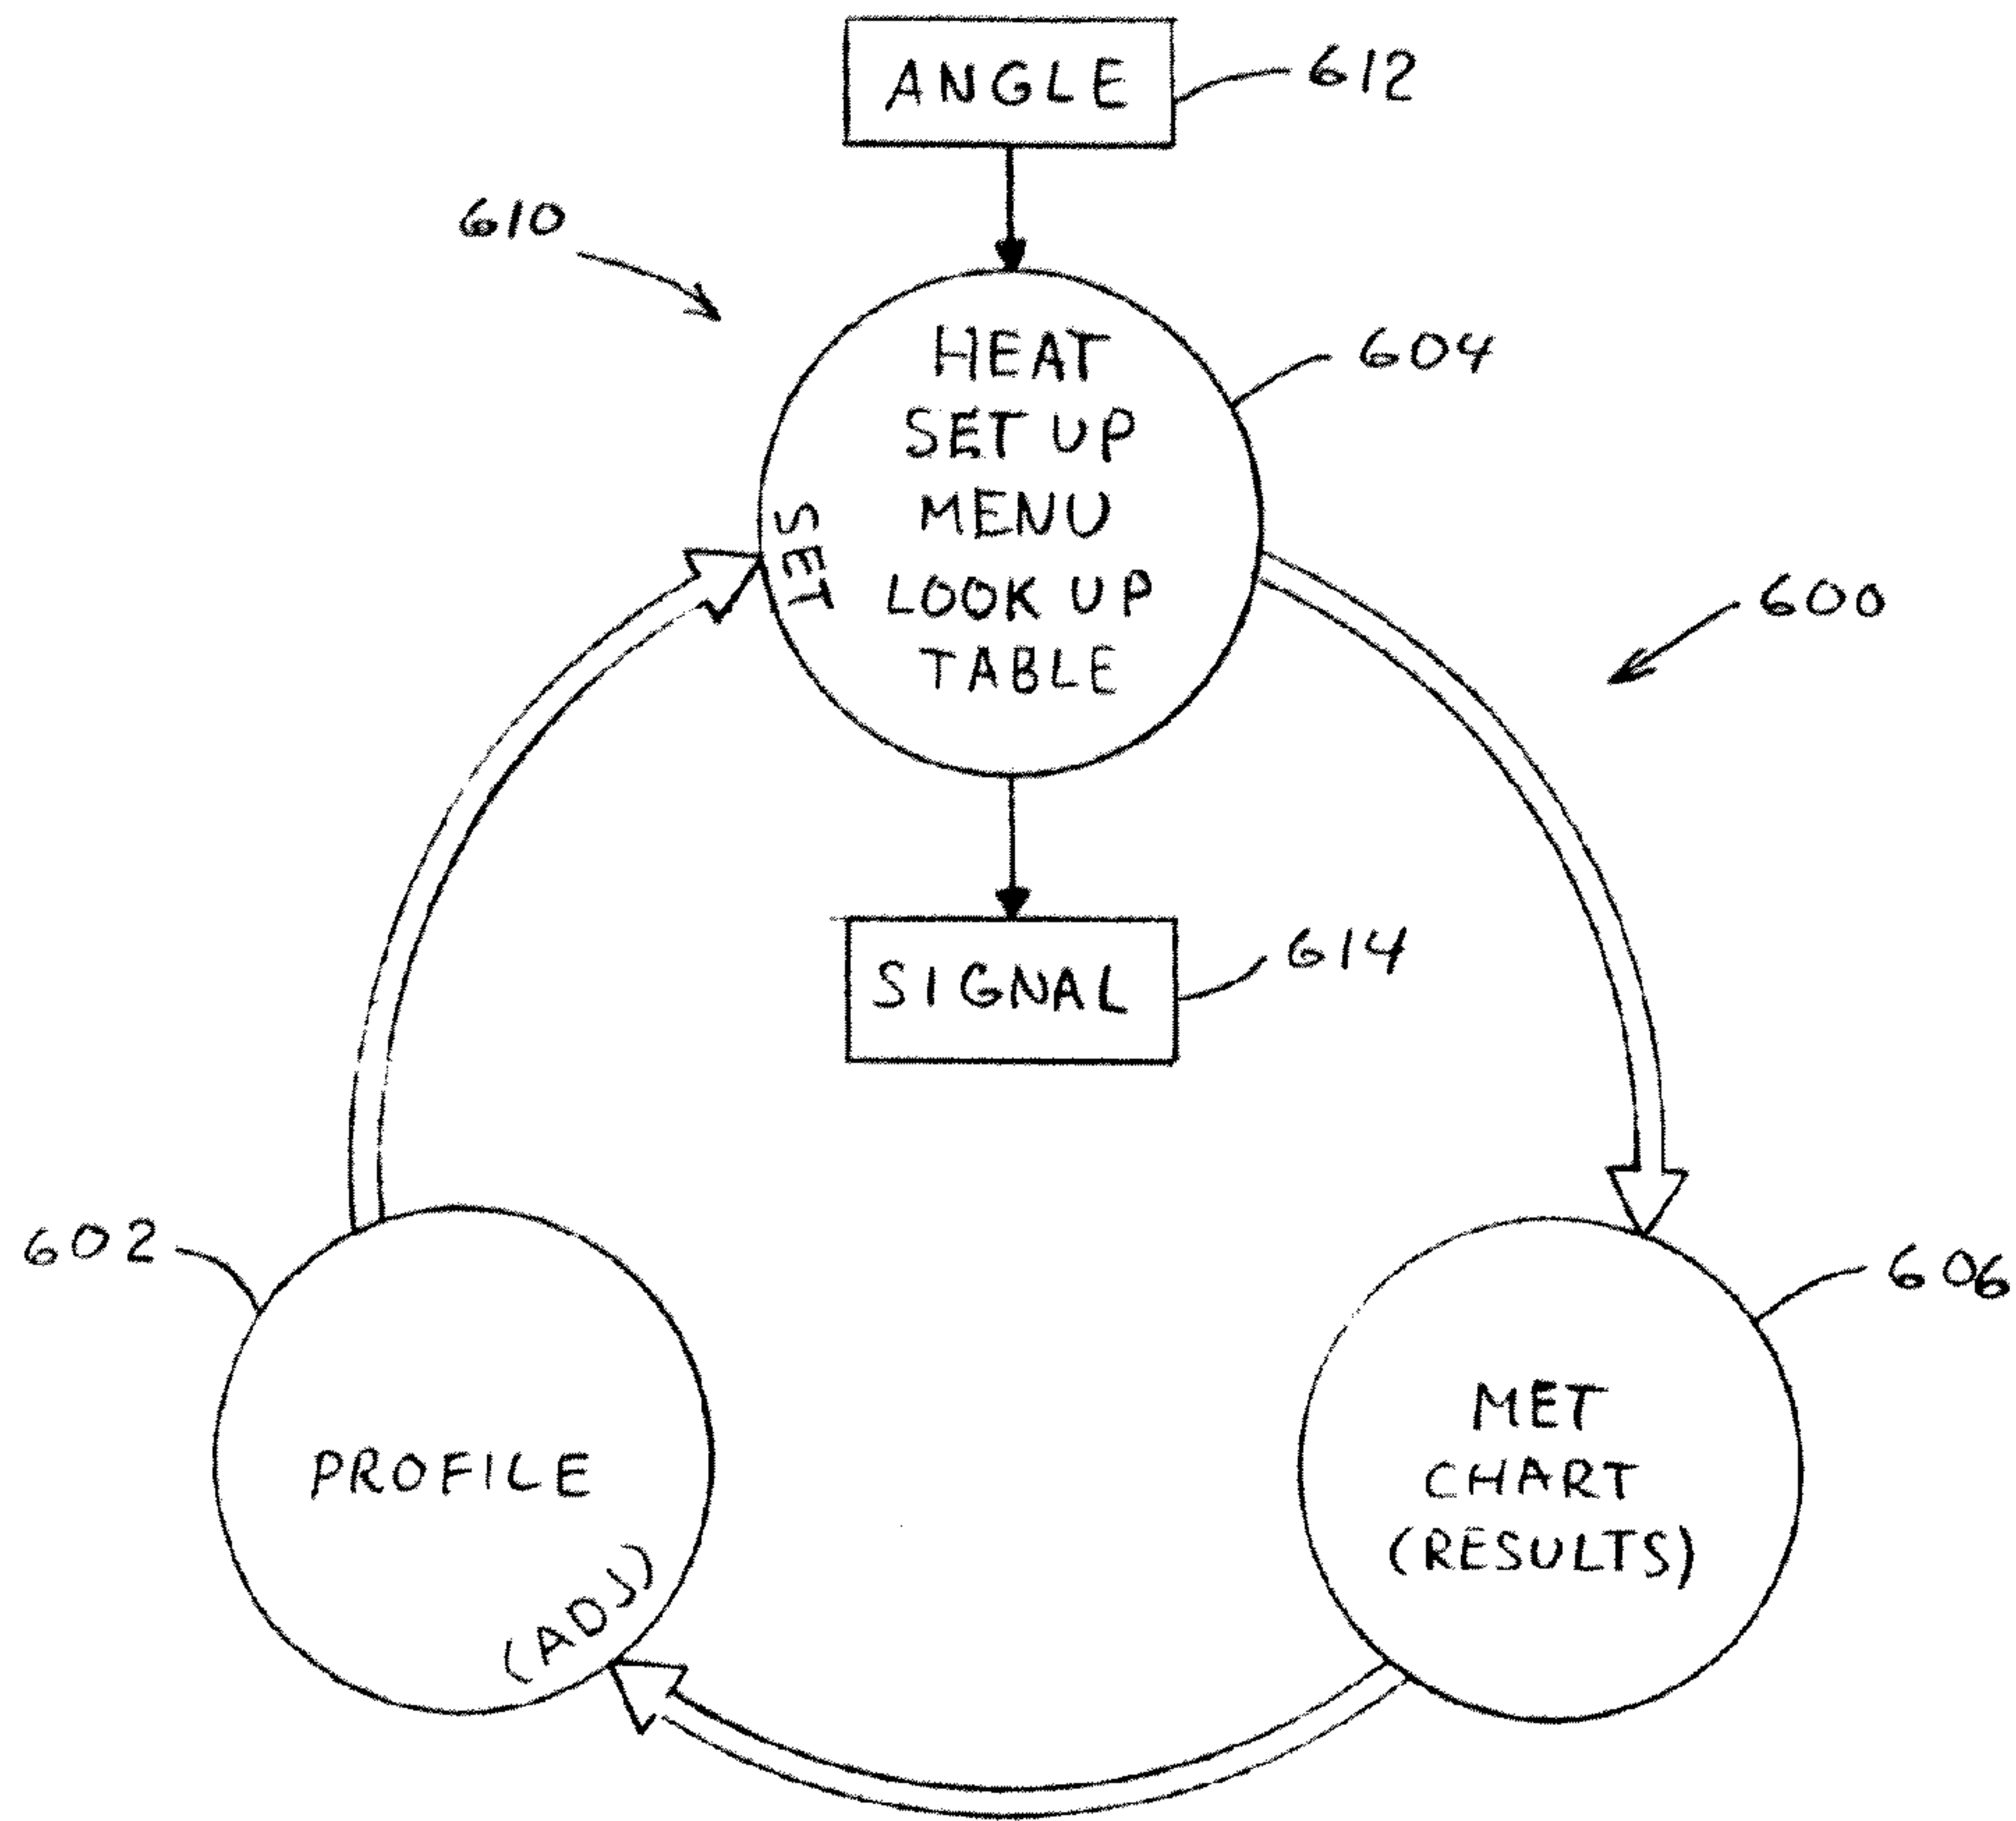 ANGLE
612
610
HEAT
SET UP
MENU
LOOK UP
TABLE
604
SET
600
SIGNAL
614
602
PROFILE
(ADJ)
606
MET
CHART
(RESULTS)